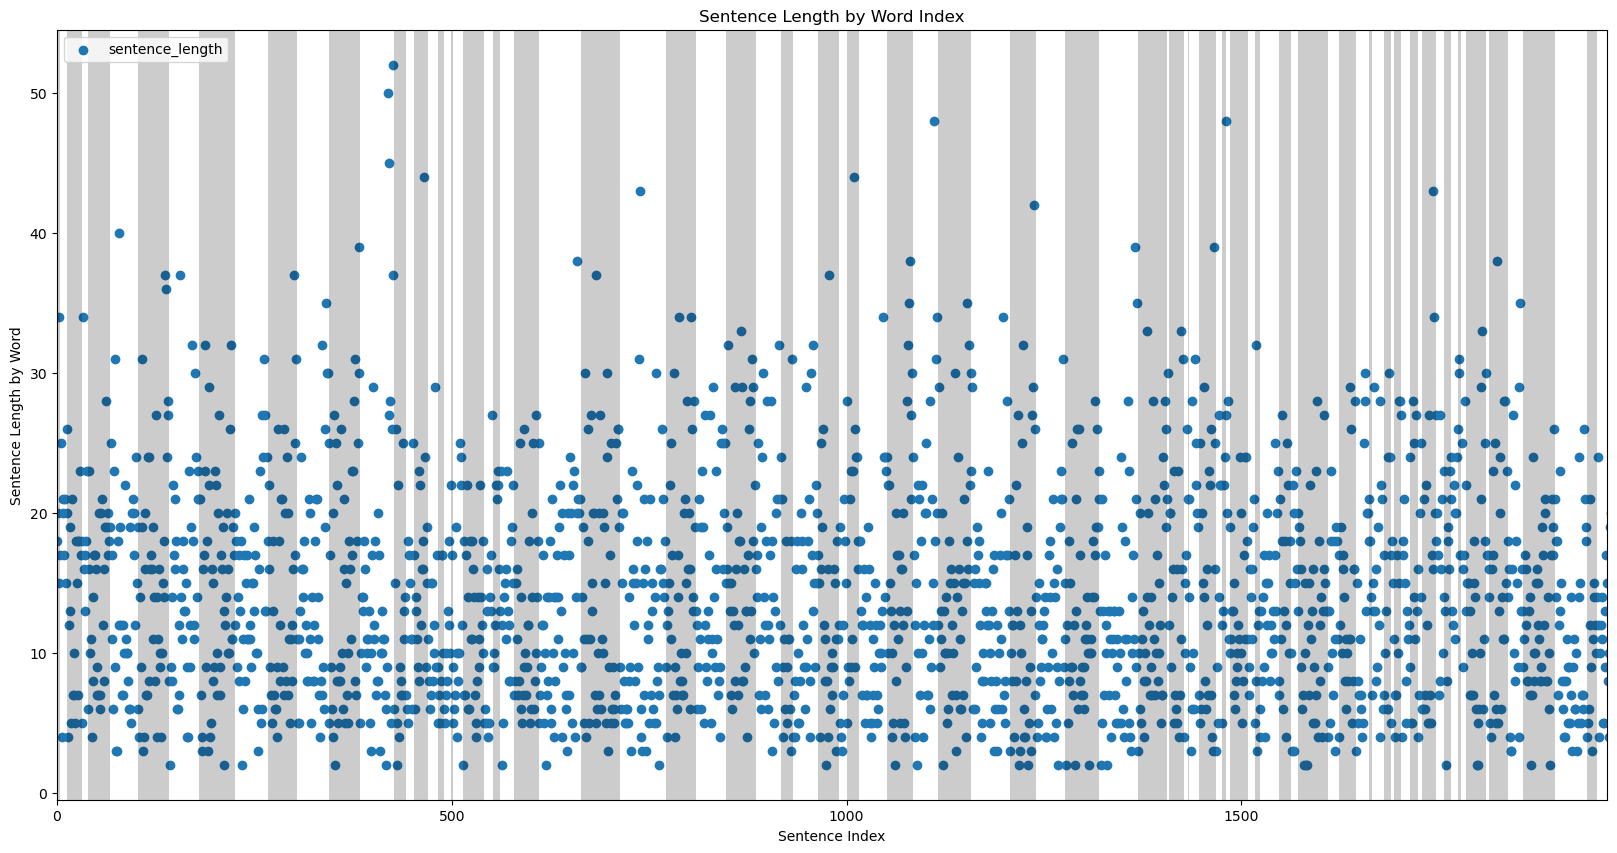 Sentence Length by Word Index
sentence_length
50
40
30
20
10
0
Sentence Length by Word
0 500 1000 1500
Sentence Index